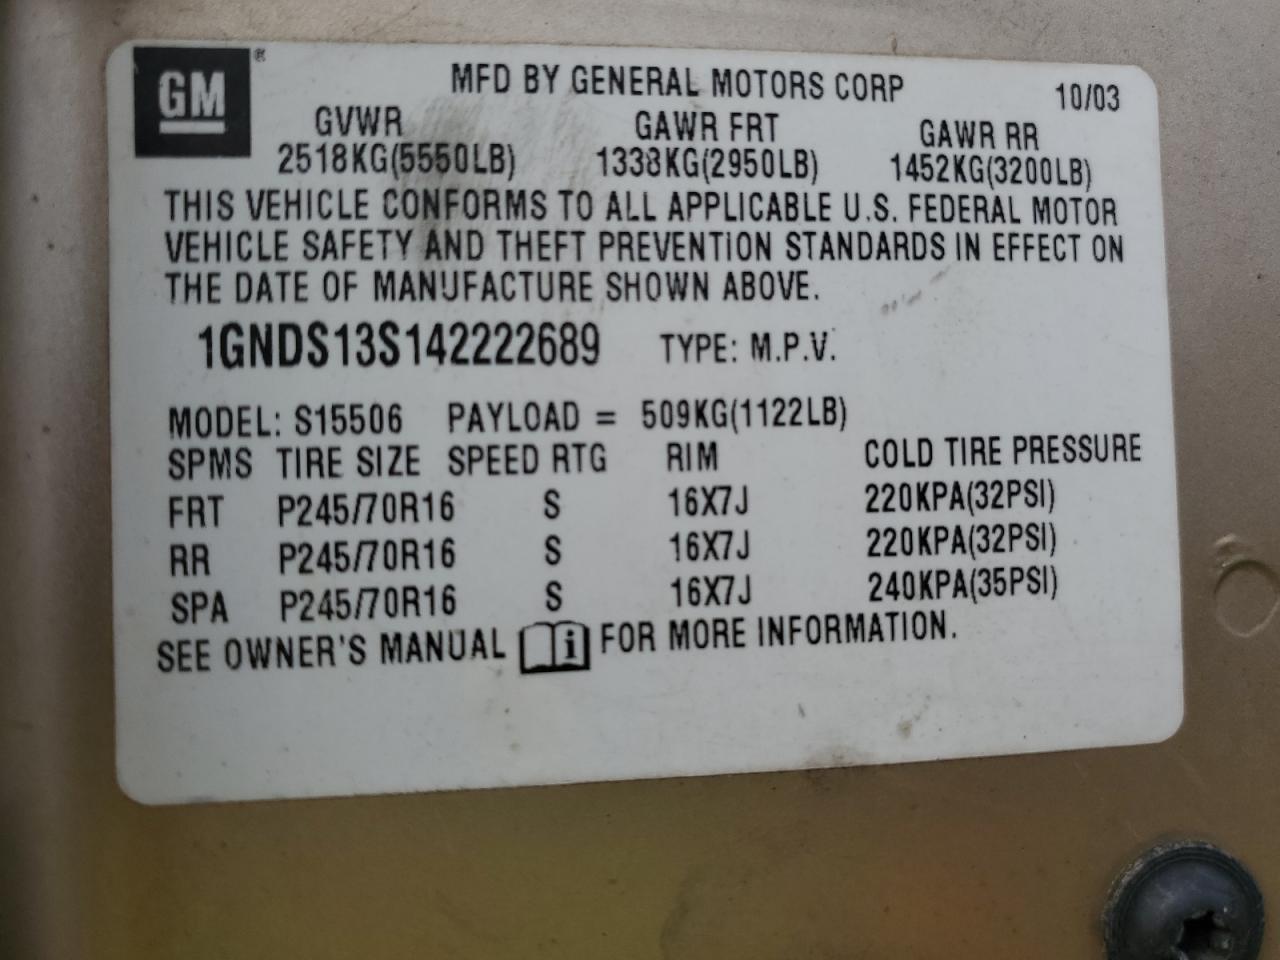 GM ®
MFD BY GENERAL MOTORS CORP 10/03
GVWR GAWR FRT GAWR RR
2518KG(5550LB) 1338KG(2950LB) 1452KG(3200LB)
THIS VEHICLE CONFORMS TO ALL APPLICABLE U.S. FEDERAL MOTOR
VEHICLE SAFETY AND THEFT PREVENTION STANDARDS IN EFFECT ON
THE DATE OF MANUFACTURE SHOWN ABOVE.
1GNDS13S142222689 TYPE: M.P.V.
MODEL: S15506 PAYLOAD = 509KG(1122LB)
SPMS TIRE SIZE SPEED RTG RIM COLD TIRE PRESSURE
FRT P245/70R16 S 16X7J 220KPA(32PSI)
RR P245/70R16 S 16X7J 220KPA(32PSI)
SPA P245/70R16 S 16X7J 240KPA(35PSI)
SEE OWNER'S MANUAL i FOR MORE INFORMATION.